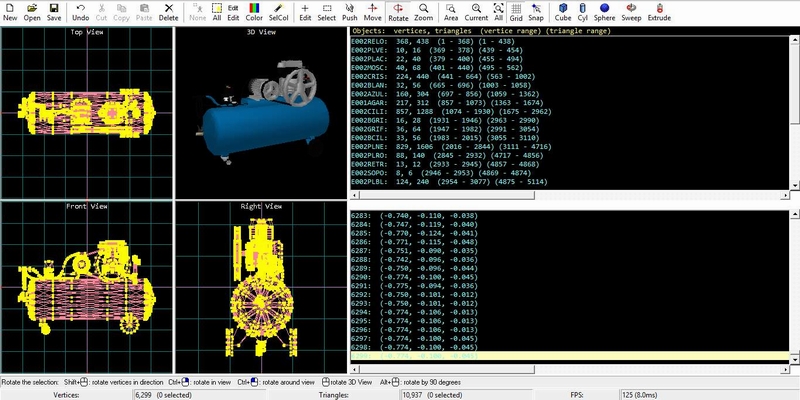 New Open Save Undo Copy Paste Delete None All Edit Color SelCol Edit Select Push Move Rotate Zoom Area Current All Grid Snap Cube Cyl Sphere Sweep Extrude
Top View
3D View
Front View
Right View
Objects: vertices, triangles (vertice range) (triangle range)
E002RELO: 368, 438 (1 - 368) (1 - 438)
E002PLVE: 10, 16 (369 - 378) (439 - 454)
E002PLAC: 22, 40 (379 - 400) (455 - 494)
E002MOSC: 40, 68 (401 - 440) (495 - 562)
E002CRIS: 224, 440 (441 - 664) (563 - 1002)
E002BLAN: 32, 56 (665 - 696) (1003 - 1058)
E002AZUL: 160, 304 (697 - 856) (1059 - 1362)
E001AGAR: 217, 312 (857 - 1073) (1363 - 1674)
E002CILI: 857, 1288 (1074 - 1930) (1675 - 2962)
E002BGRI: 16, 28 (1931 - 1946) (2963 - 2990)
E002GRIF: 36, 64 (1947 - 1982) (2991 - 3054)
E002BCIL: 33, 56 (1983 - 2015) (3055 - 3110)
E002PLNE: 829, 1606 (2016 - 2844) (3111 - 4716)
E002PLRO: 88, 140 (2845 - 2932) (4717 - 4856)
E002RETR: 13, 12 (2933 - 2945) (4857 - 4868)
E002SOPO: 8, 6 (2946 - 2953) (4869 - 4874)
E002PLBL: 124, 240 (2954 - 3077) (4875 - 5114)
6283: (-0.740, -0.110, -0.038)
6284: (-0.747, -0.119, -0.040)
6285: (-0.770, -0.124, -0.041)
6286: (-0.771, -0.115, -0.048)
6287: (-0.751, -0.090, -0.035)
6288: (-0.742, -0.096, -0.036)
6289: (-0.750, -0.096, -0.044)
6290: (-0.774, -0.100, -0.045)
6291: (-0.775, -0.094, -0.036)
6292: (-0.750, -0.101, -0.012)
6293: (-0.750, -0.101, -0.012)
6294: (-0.774, -0.106, -0.013)
6295: (-0.774, -0.106, -0.013)
6296: (-0.774, -0.106, -0.013)
6297: (-0.774, -0.100, -0.045)
6298: (-0.774, -0.100, -0.045)
Rotate the selection: Shift+ : rotate vertices in direction Ctrl+ : rotate in view Ctrl+ : rotate around view : rotate 3D View Alt+ : rotate by 90 degrees
Vertices: 6,299 (0 selected) Triangles: 10,937 (0 selected) FPS: 125 (8.0ms)